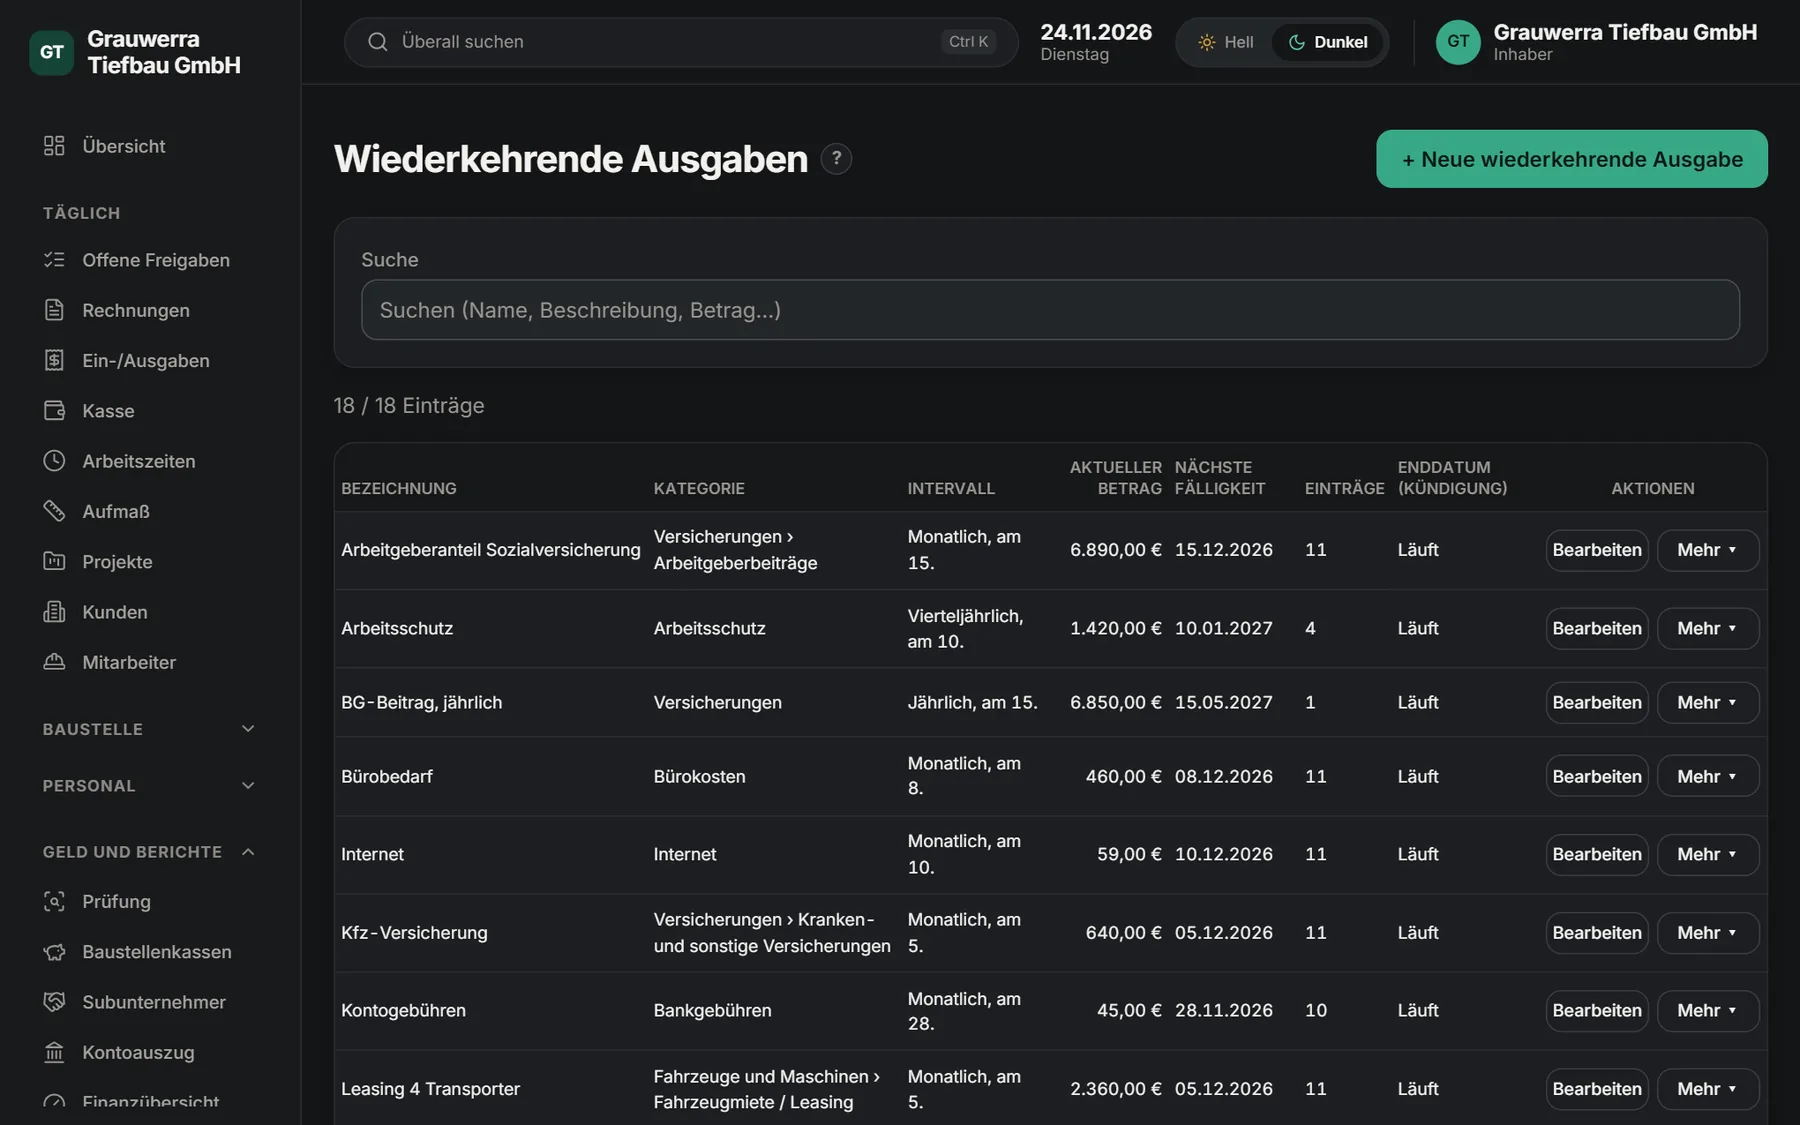 GT
Grauwerra
Tiefbau GmbH
Übersicht
TÄGLICH
Offene Freigaben
Rechnungen
Ein-/Ausgaben
Kasse
Arbeitszeiten
Aufmaß
Projekte
Kunden
Mitarbeiter
BAUSTELLE
PERSONAL
GELD UND BERICHTE
Prüfung
Baustellenkassen
Subunternehmer
Kontoauszug
Finanzübersicht
Überall suchen Ctrl K
24.11.2026
Dienstag
Hell Dunkel
GT
Grauwerra Tiefbau GmbH
Inhaber
Wiederkehrende Ausgaben ?
+ Neue wiederkehrende Ausgabe
Suche
Suchen (Name, Beschreibung, Betrag...)
18 / 18 Einträge
BEZEICHNUNG KATEGORIE INTERVALL AKTUELLER BETRAG NÄCHSTE FÄLLIGKEIT EINTRÄGE ENDDATUM (KÜNDIGUNG) AKTIONEN
Arbeitgeberanteil Sozialversicherung Versicherungen › Arbeitgeberbeiträge Monatlich, am 15. 6.890,00 € 15.12.2026 11 Läuft Bearbeiten Mehr ▾
Arbeitsschutz Arbeitsschutz Vierteljährlich, am 10. 1.420,00 € 10.01.2027 4 Läuft Bearbeiten Mehr ▾
BG-Beitrag, jährlich Versicherungen Jährlich, am 15. 6.850,00 € 15.05.2027 1 Läuft Bearbeiten Mehr ▾
Bürobedarf Bürokosten Monatlich, am 8. 460,00 € 08.12.2026 11 Läuft Bearbeiten Mehr ▾
Internet Internet Monatlich, am 10. 59,00 € 10.12.2026 11 Läuft Bearbeiten Mehr ▾
Kfz-Versicherung Versicherungen › Kranken- und sonstige Versicherungen Monatlich, am 5. 640,00 € 05.12.2026 11 Läuft Bearbeiten Mehr ▾
Kontogebühren Bankgebühren Monatlich, am 28. 45,00 € 28.11.2026 10 Läuft Bearbeiten Mehr ▾
Leasing 4 Transporter Fahrzeuge und Maschinen › Fahrzeugmiete / Leasing Monatlich, am 5. 2.360,00 € 05.12.2026 11 Läuft Bearbeiten Mehr ▾